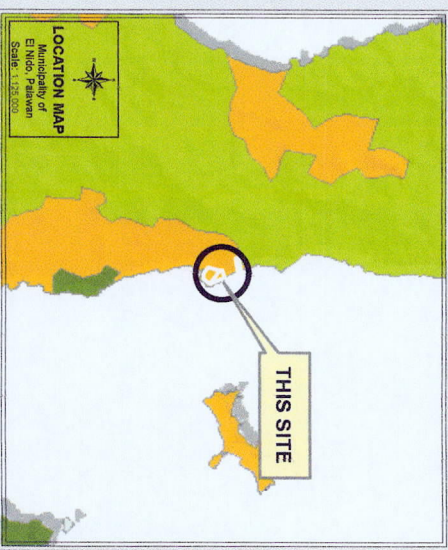 LOCATION MAP
Municipality of
El Nido, Palawan
Scale: 1:125 000
THIS SITE